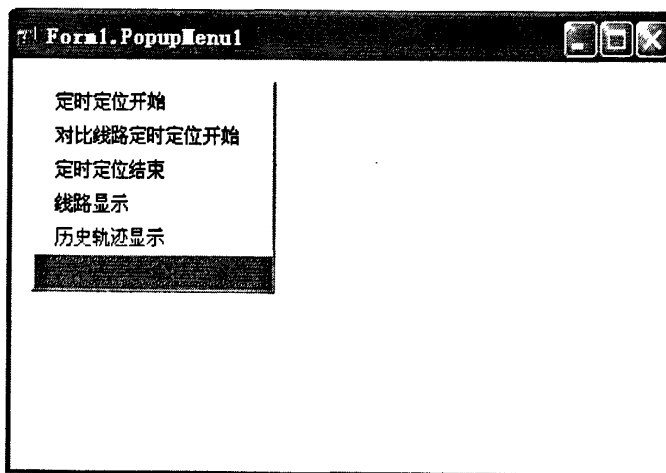 Form1.PopupMenu1
定时定位开始
对比线路定时定位开始
定时定位结束
线路显示
历史轨迹显示